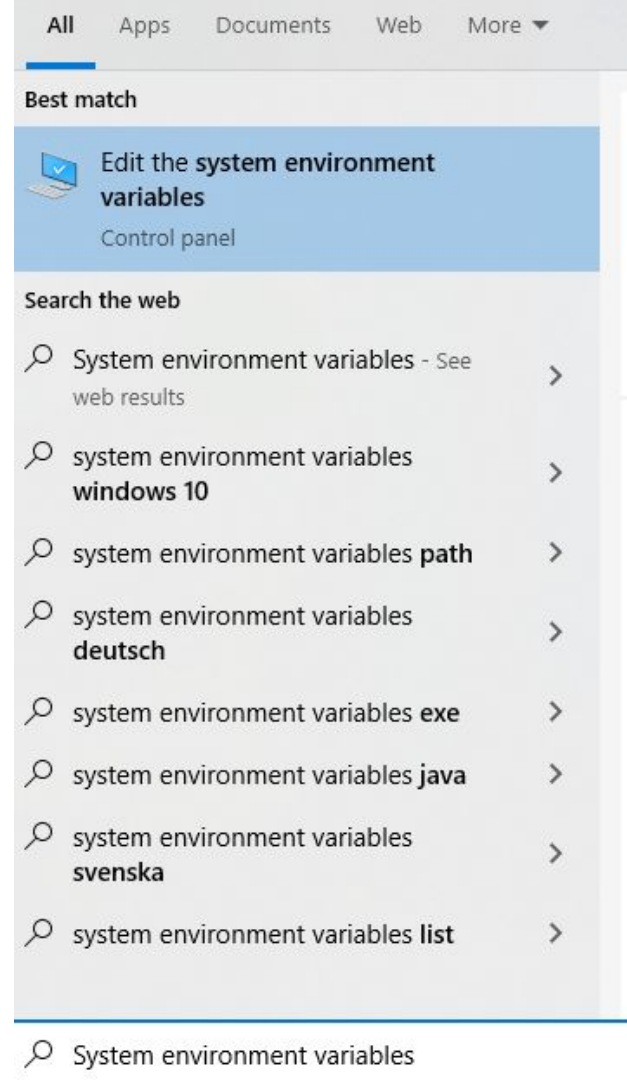 All Apps Documents Web More
Best match
Edit the system environment
variables
Control panel
Search the web
System environment variables - See
web results
system environment variables
windows 10
system environment variables path
system environment variables
deutsch
system environment variables exe
system environment variables java
system environment variables
svenska
system environment variables list
System environment variables